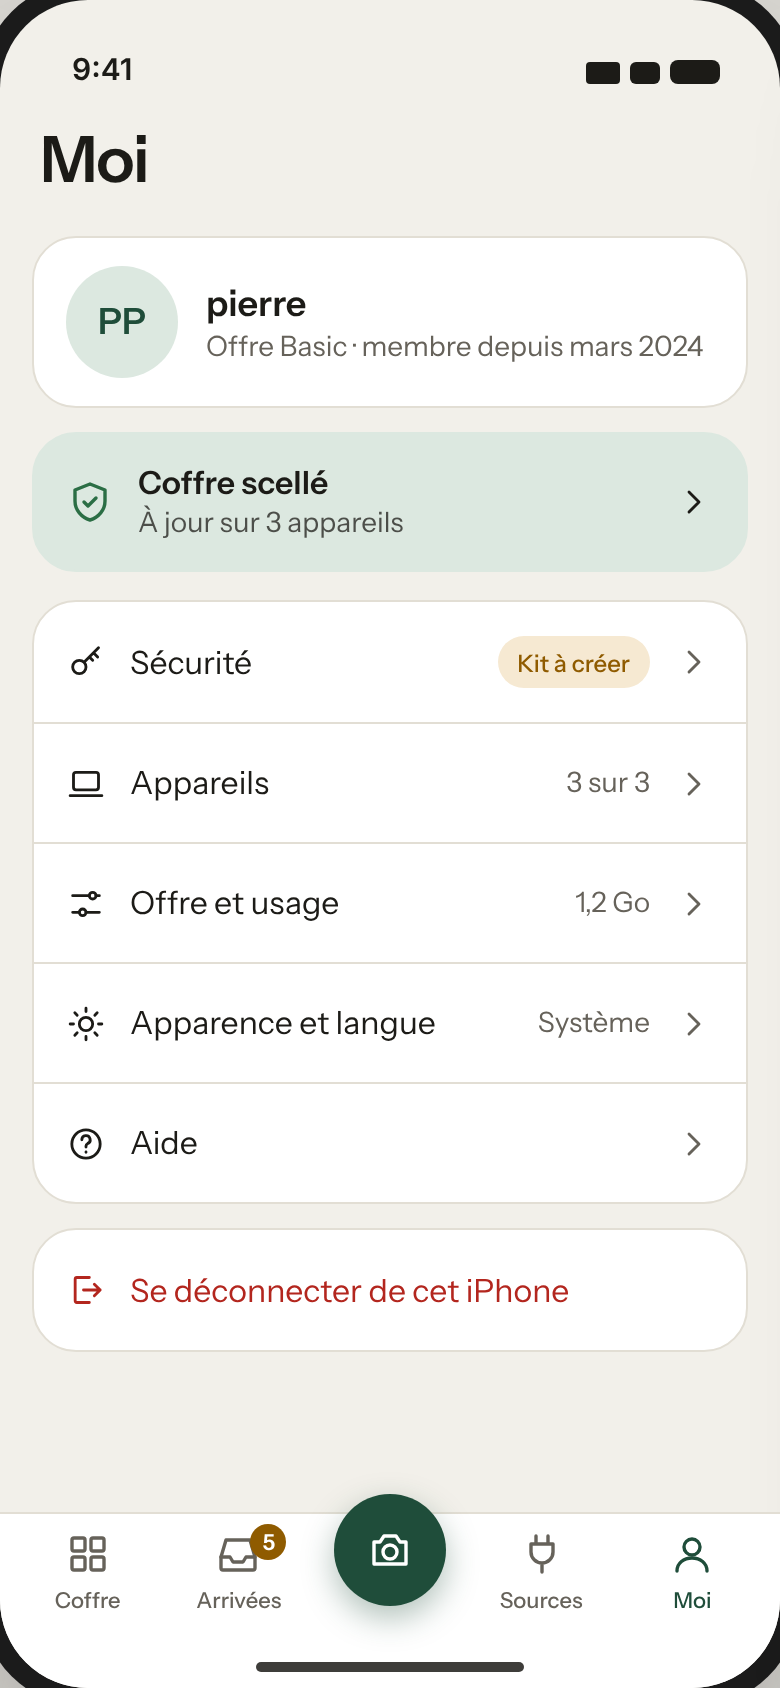 9:41
Moi
PP
pierre
Offre Basic · membre depuis mars 2024
Coffre scellé
À jour sur 3 appareils
Sécurité
Kit à créer
Appareils
3 sur 3
Offre et usage
1,2 Go
Apparence et langue
Système
Aide
Se déconnecter de cet iPhone
5
Coffre
Arrivées
Sources
Moi